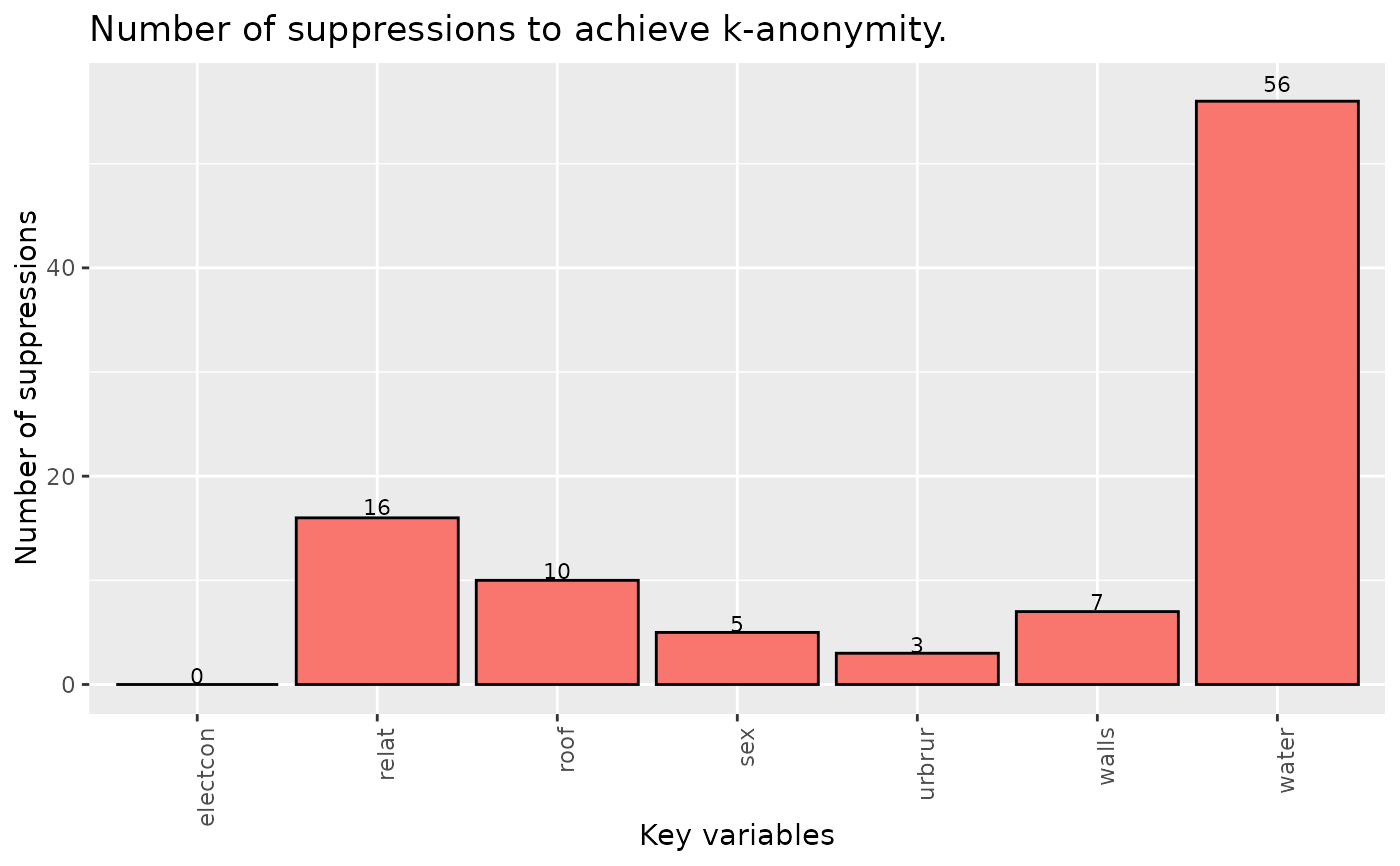 Number of suppressions to achieve k-anonymity.
Number of suppressions
40
20
0
0
16
10
5
3
7
56
electcon
relat
roof
sex
urbrur
walls
water
Key variables